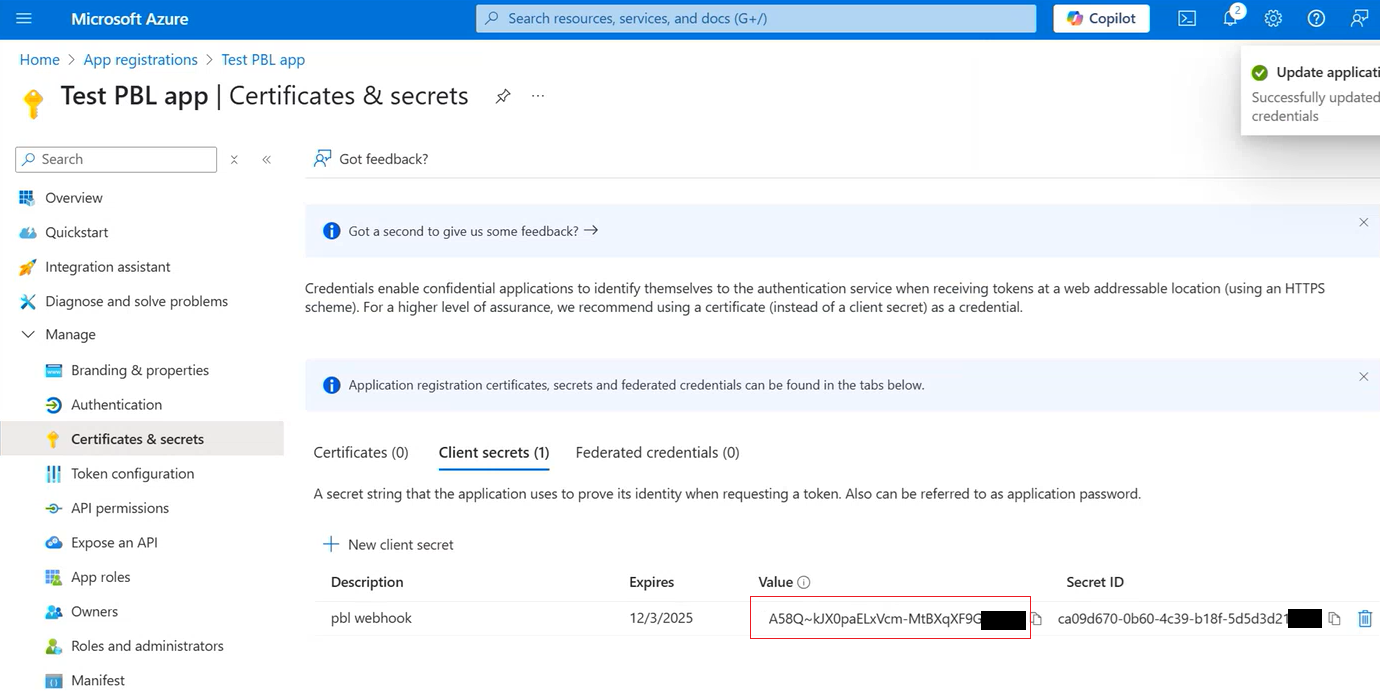 Microsoft Azure
Search resources, services, and docs (G+/)
Copilot
2
Home > App registrations > Test PBL app
Test PBL app | Certificates & secrets
Update applicati
Successfully updated
credentials
Search
Got feedback?
Overview
Quickstart
Integration assistant
Diagnose and solve problems
Manage
Branding & properties
Authentication
Certificates & secrets
Token configuration
API permissions
Expose an API
App roles
Owners
Roles and administrators
Manifest
Got a second to give us some feedback?
Credentials enable confidential applications to identify themselves to the authentication service when receiving tokens at a web addressable location (using an HTTPS
scheme). For a higher level of assurance, we recommend using a certificate (instead of a client secret) as a credential.
Application registration certificates, secrets and federated credentials can be found in the tabs below.
Certificates (0) Client secrets (1) Federated credentials (0)
A secret string that the application uses to prove its identity when requesting a token. Also can be referred to as application password.
New client secret
Description Expires Value Secret ID
pbl webhook 12/3/2025 A58Q~kJX0paELxVcm-MtBXqXF9G ca09d670-0b60-4c39-b18f-5d5d3d21